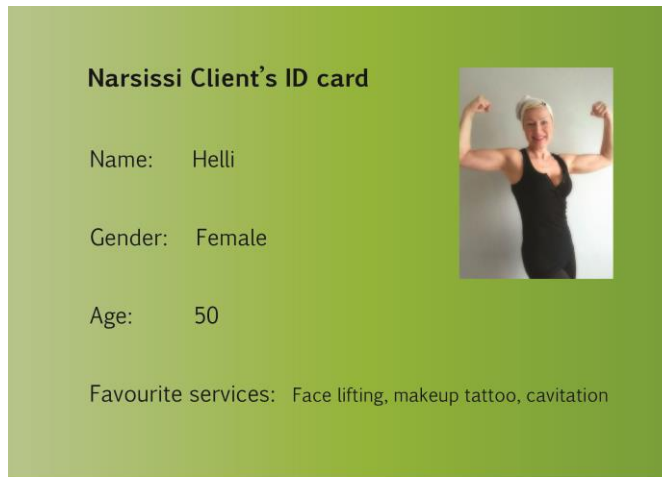 Narsissi Client’s ID card
Name: Helli
Gender: Female
Age: 50
Favourite services: Face lifting, makeup tattoo, cavitation